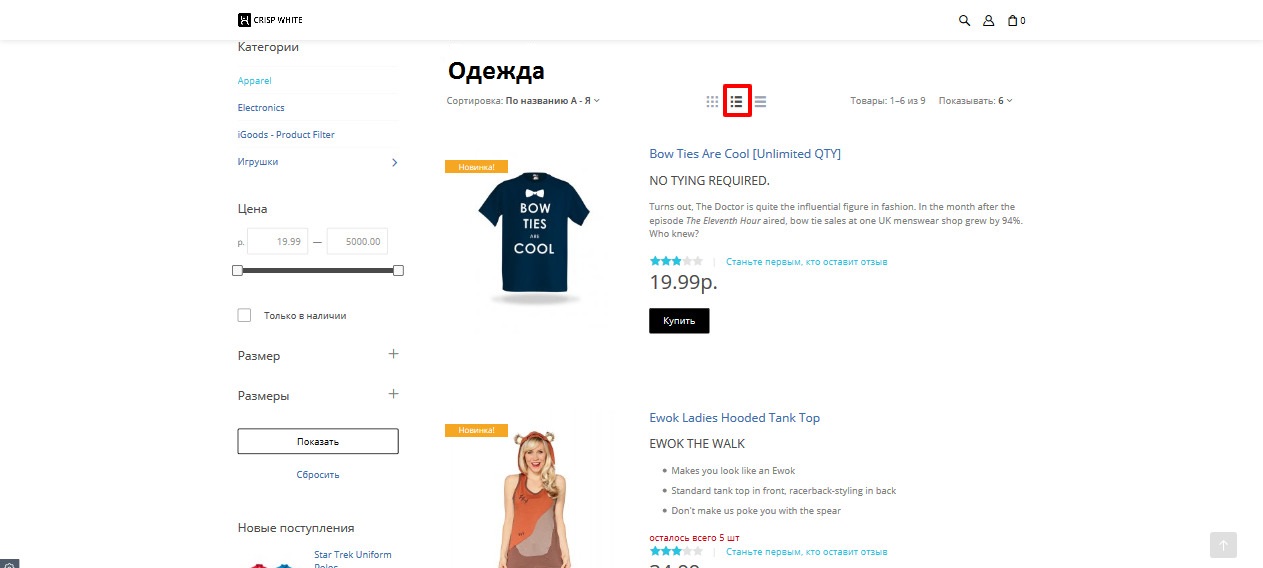 CRISP WHITE
0
Категории
Apparel
Electronics
iGoods - Product Filter
Игрушки
Цена
р. 19.99 — 5000.00
Только в наличии
Размер
Размеры
Показать
Сбросить
Новые поступления
Star Trek Uniform
Polos
Одежда
Сортировка: По названию А - Я
Товары: 1–6 из 9 Показывать: 6
Новинка!
BOW
TIES
ARE
COOL
Bow Ties Are Cool [Unlimited QTY]
NO TYING REQUIRED.
Turns out, The Doctor is quite the influential figure in fashion. In the month after the
episode The Eleventh Hour aired, bow tie sales at one UK menswear shop grew by 94%.
Who knew?
Станьте первым, кто оставит отзыв
19.99р.
Купить
Новинка!
Ewok Ladies Hooded Tank Top
EWOK THE WALK
Makes you look like an Ewok
Standard tank top in front, racerback-styling in back
Don't make us poke you with the spear
осталось всего 5 шт
Станьте первым, кто оставит отзыв